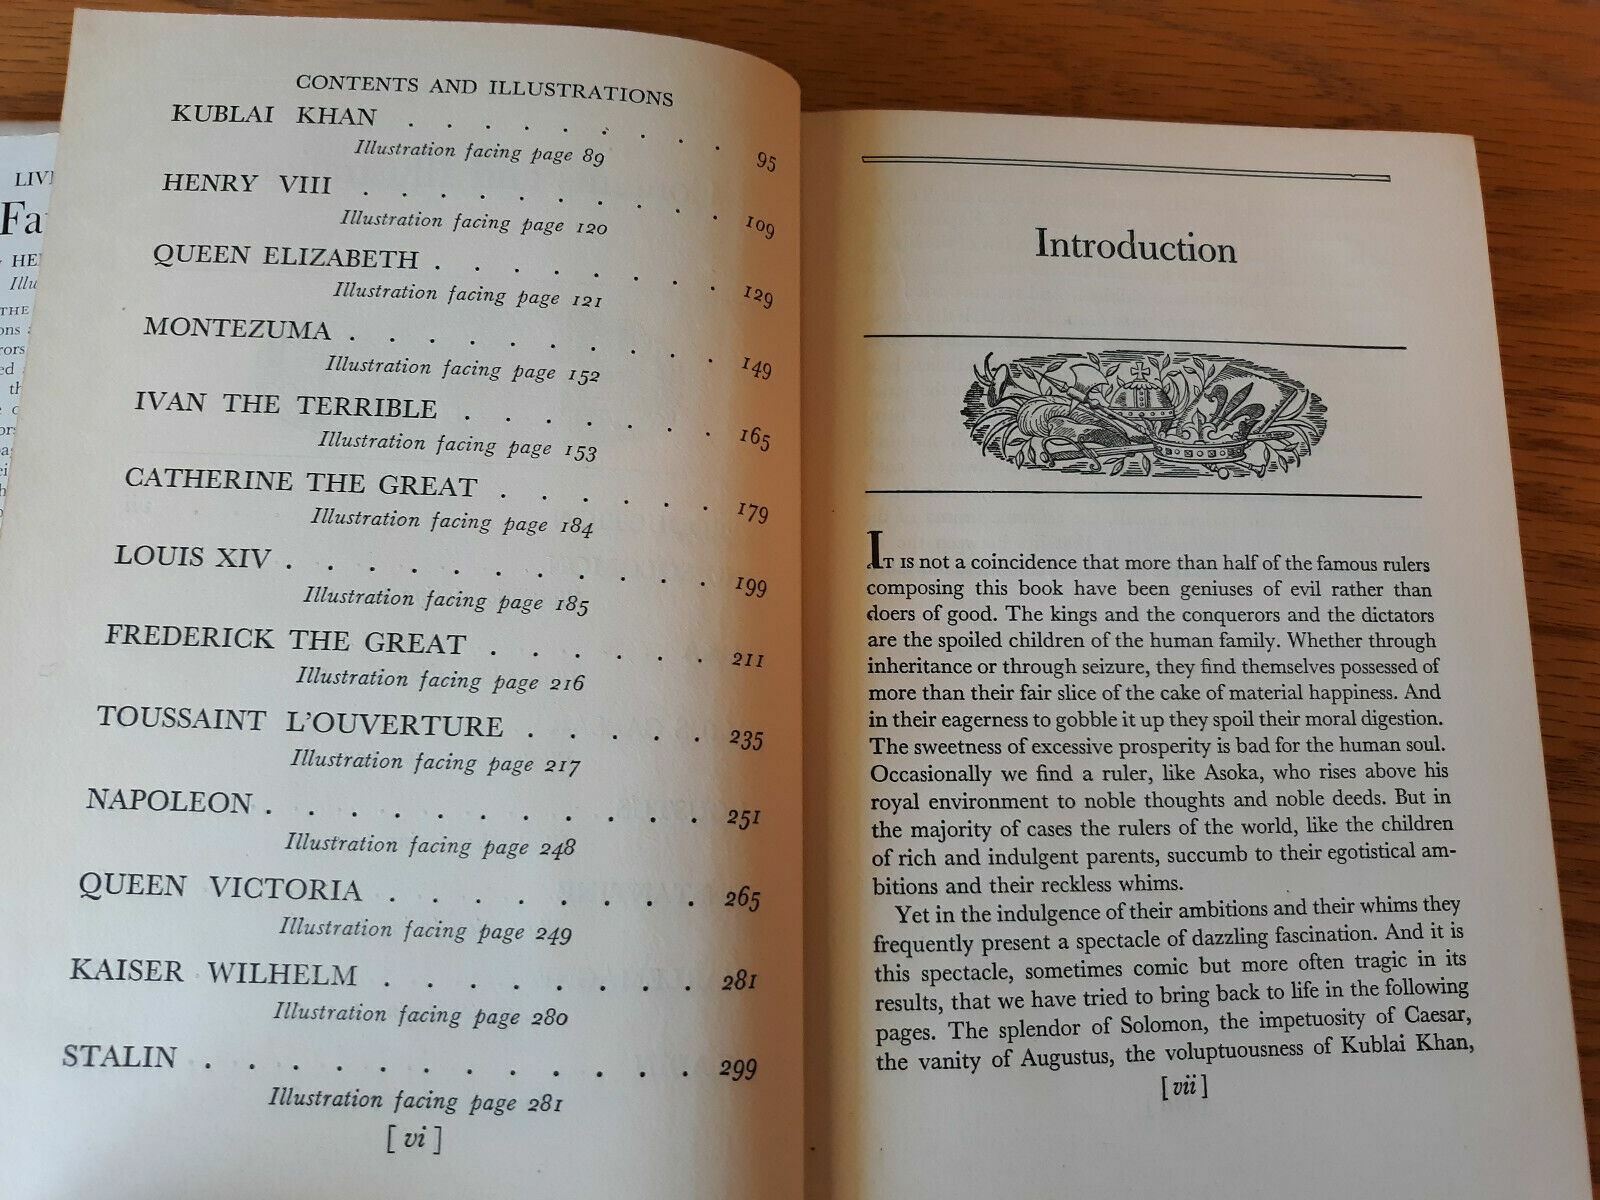 LIV
Fa
HE
Illu
THE
CONTENTS AND ILLUSTRATIONS
KUBLAI KHAN . . . . . . . . . 95
Illustration facing page 89
HENRY VIII . . . . . . . . . . 109
Illustration facing page 120
QUEEN ELIZABETH . . . . . . . . 129
Illustration facing page 121
MONTEZUMA . . . . . . . . . . 149
Illustration facing page 152
IVAN THE TERRIBLE . . . . . . . 165
Illustration facing page 153
CATHERINE THE GREAT . . . . . . 179
Illustration facing page 184
LOUIS XIV . . . . . . . . . . . 199
Illustration facing page 185
FREDERICK THE GREAT . . . . . . 211
Illustration facing page 216
TOUSSAINT L'OUVERTURE . . . . . 235
Illustration facing page 217
NAPOLEON . . . . . . . . . . . 251
Illustration facing page 248
QUEEN VICTORIA . . . . . . . . 265
Illustration facing page 249
KAISER WILHELM . . . . . . . . 281
Illustration facing page 280
STALIN . . . . . . . . . . . . 299
Illustration facing page 281
[ vi ]
Introduction
IT IS not a coincidence that more than half of the famous rulers
composing this book have been geniuses of evil rather than
doers of good. The kings and the conquerors and the dictators
are the spoiled children of the human family. Whether through
inheritance or through seizure, they find themselves possessed of
more than their fair slice of the cake of material happiness. And
in their eagerness to gobble it up they spoil their moral digestion.
The sweetness of excessive prosperity is bad for the human soul.
Occasionally we find a ruler, like Asoka, who rises above his
royal environment to noble thoughts and noble deeds. But in
the majority of cases the rulers of the world, like the children
of rich and indulgent parents, succumb to their egotistical am-
bitions and their reckless whims.
Yet in the indulgence of their ambitions and their whims they
frequently present a spectacle of dazzling fascination. And it is
this spectacle, sometimes comic but more often tragic in its
results, that we have tried to bring back to life in the following
pages. The splendor of Solomon, the impetuosity of Caesar,
the vanity of Augustus, the voluptuousness of Kublai Khan,
[ vii ]